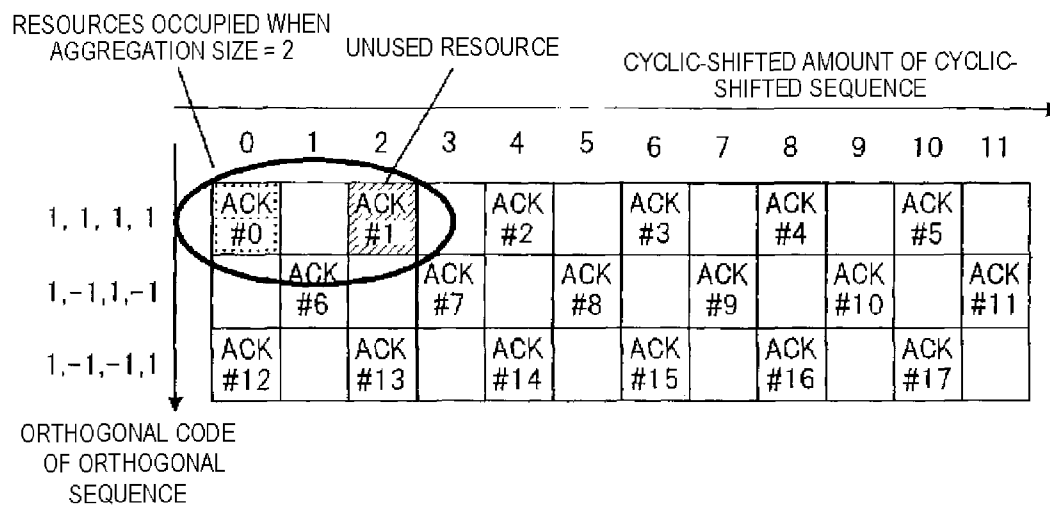 RESOURCES OCCUPIED WHEN
AGGREGATION SIZE = 2
UNUSED RESOURCE
CYCLIC-SHIFTED AMOUNT OF CYCLIC-
SHIFTED SEQUENCE
0 1 2 3 4 5 6 7 8 9 10 11
1, 1, 1, 1
ACK ACK ACK ACK ACK ACK
#0 #1 #2 #3 #4 #5
1,-1,1,-1
ACK ACK ACK ACK ACK ACK
#6 #7 #8 #9 #10 #11
1,-1,-1,1
ACK ACK ACK ACK ACK ACK
#12 #13 #14 #15 #16 #17
ORTHOGONAL CODE
OF ORTHOGONAL
SEQUENCE